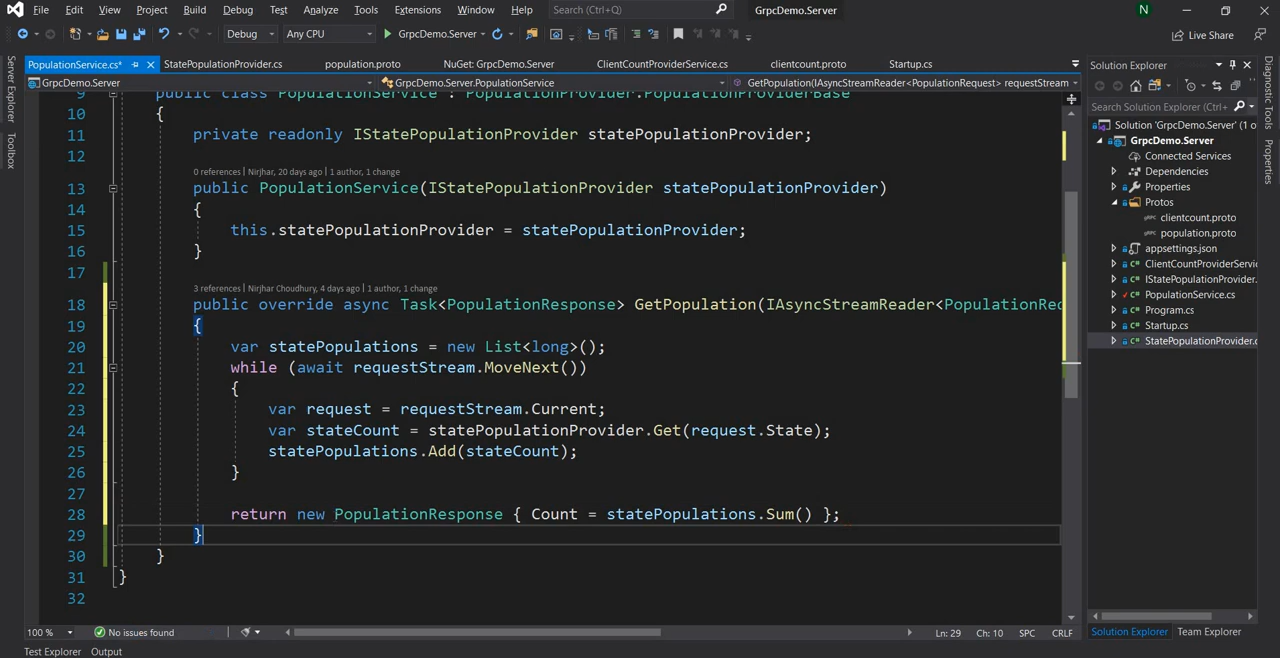 File Edit View Project Build Debug Test Analyze Tools Extensions Window Help Search (Ctrl+Q) GrpcDemo.Server N
Debug Any CPU GrpcDemo.Server Live Share
PopulationService.cs* StatePopulationProvider.cs population.proto NuGet: GrpcDemo.Server ClientCountProviderService.cs clientcount.proto Startup.cs
GrpcDemo.Server GrpcDemo.Server.PopulationService GetPopulation(IAsyncStreamReader<PopulationRequest> requestStream
Server Explorer
Toolbox
9 public class PopulationService : PopulationProvider.PopulationProviderBase
10 {
11 private readonly IStatePopulationProvider statePopulationProvider;
12
0 references | Nirjhar, 20 days ago | 1 author, 1 change
13 public PopulationService(IStatePopulationProvider statePopulationProvider)
14 {
15 this.statePopulationProvider = statePopulationProvider;
16 }
17
3 references | Nirjhar Choudhury, 4 days ago | 1 author, 1 change
18 public override async Task<PopulationResponse> GetPopulation(IAsyncStreamReader<PopulationRec
19 {
20 var statePopulations = new List<long>();
21 while (await requestStream.MoveNext())
22 {
23 var request = requestStream.Current;
24 var stateCount = statePopulationProvider.Get(request.State);
25 statePopulations.Add(stateCount);
26 }
27
28 return new PopulationResponse { Count = statePopulations.Sum() };
29 }
30 }
31 }
32
100 % No issues found Ln: 29 Ch: 10 SPC CRLF
Test Explorer Output
Solution Explorer
Search Solution Explorer (Ctrl+
Solution 'GrpcDemo.Server' (1 o
GrpcDemo.Server
Connected Services
Dependencies
Properties
Protos
clientcount.proto
population.proto
appsettings.json
ClientCountProviderServic
IStatePopulationProvider.
PopulationService.cs
Program.cs
Startup.cs
StatePopulationProvider.c
Solution Explorer Team Explorer
Diagnostic Tools
Properties